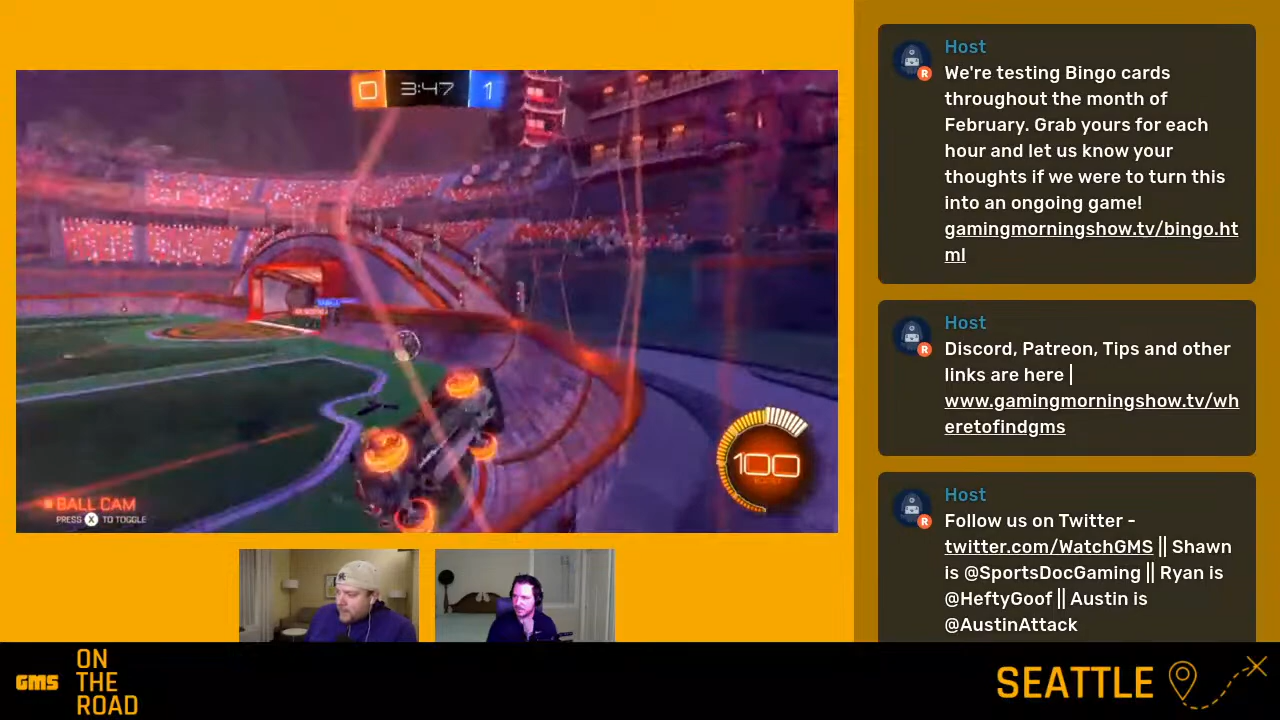 0 3:47 1
100
BALL CAM
PRESS X TO TOGGLE
Host
We're testing Bingo cards
throughout the month of
February. Grab yours for each
hour and let us know your
thoughts if we were to turn this
into an ongoing game!
gamingmorningshow.tv/bingo.ht
ml
Host
Discord, Patreon, Tips and other
links are here |
www.gamingmorningshow.tv/wh
eretofindgms
Host
Follow us on Twitter -
twitter.com/WatchGMS || Shawn
is @SportsDocGaming || Ryan is
@HeftyGoof || Austin is
@AustinAttack
GMS
ON
THE
ROAD
SEATTLE